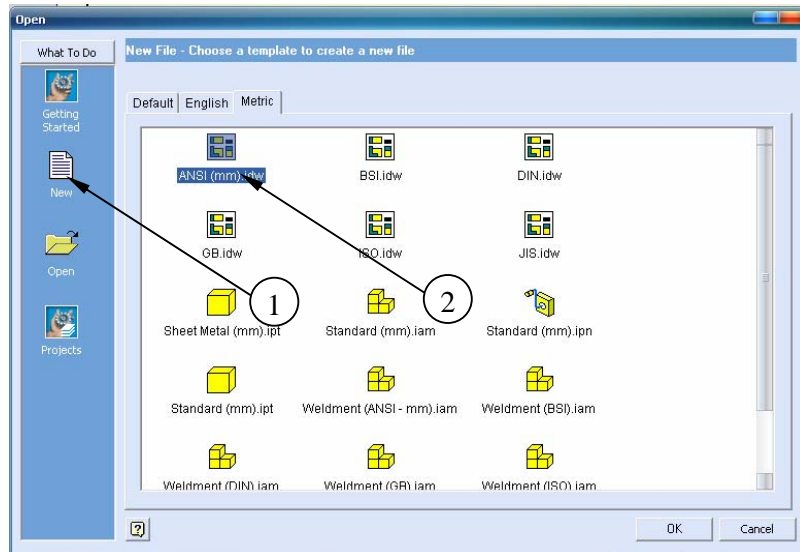 Open
What To Do
New File - Choose a template to create a new file
Getting
Started
New
Open
Projects
Default English Metric
ANSI (mm).idw BSI.idw DIN.idw
GB.idw ISO.idw JIS.idw
1 2
Sheet Metal (mm).ipt Standard (mm).iam Standard (mm).ipn
Standard (mm).ipt Weldment (ANSI - mm).iam Weldment (BSI).iam
Weldment (DIN).iam Weldment (GB).iam Weldment (ISO).iam
OK Cancel